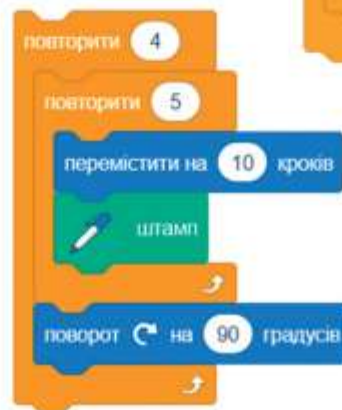 повторити 4
повторити 5
перемістити на 10 кроків
штамп
поворот на 90 градусів